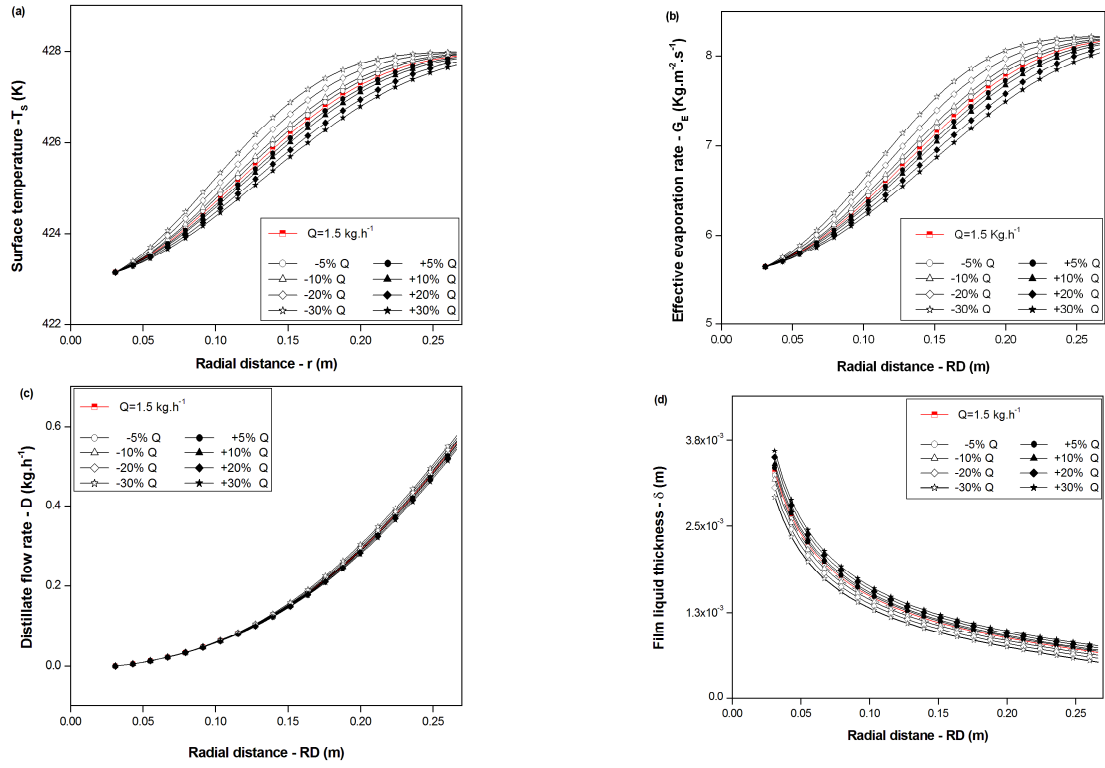 (a)
428
426
424
422
Surface temperature -T_S (K)
Q=1.5 kg.h⁻¹
-5% Q +5% Q
-10% Q +10% Q
-20% Q +20% Q
-30% Q +30% Q
0.00 0.05 0.10 0.15 0.20 0.25
Radial distance - r (m)
(b)
8
7
6
5
Effective evaporation rate - G_E (Kg.m⁻².s⁻¹)
Q=1.5 Kg.h⁻¹
-5% Q +5% Q
-10% Q +10% Q
-20% Q +20% Q
-30% Q +30% Q
0.00 0.05 0.10 0.15 0.20 0.25
Radial distance - RD (m)
(c)
0.6
0.4
0.2
0.0
Distillate flow rate - D (kg.h⁻¹)
Q=1.5 kg.h⁻¹
-5% Q +5% Q
-10% Q +10% Q
-20% Q +20% Q
-30% Q +30% Q
0.00 0.05 0.10 0.15 0.20 0.25
Radial distance - RD (m)
(d)
3.8x10⁻³
2.5x10⁻³
1.3x10⁻³
0.0
Film liquid thickness - δ (m)
Q=1.5 kg.h⁻¹
-5% Q +5% Q
-10% Q +10% Q
-20% Q +20% Q
-30% Q +30% Q
0.00 0.05 0.10 0.15 0.20 0.25
Radial distane - RD (m)